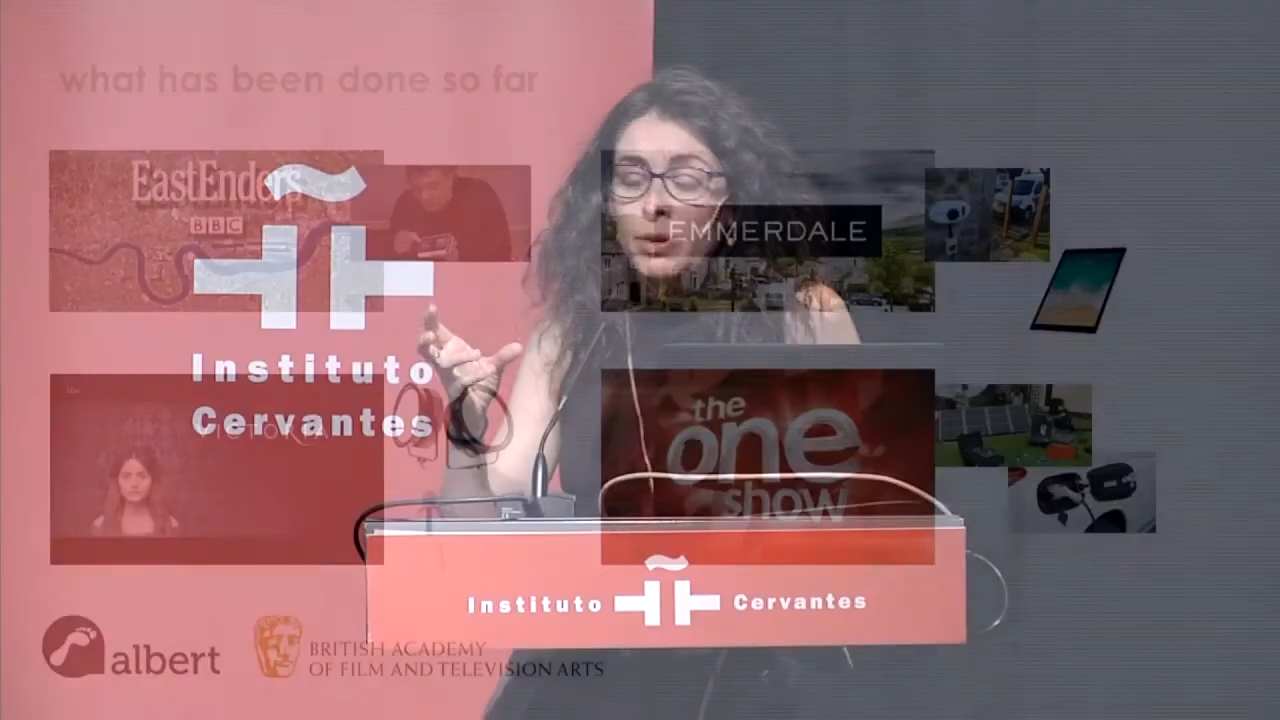 what has been done so far
EastEnders
BBC
EMMERDALE
Instituto
Cervantes
VICTORIA
the
one
show
Instituto Cervantes
albert
BRITISH ACADEMY
OF FILM AND TELEVISION ARTS